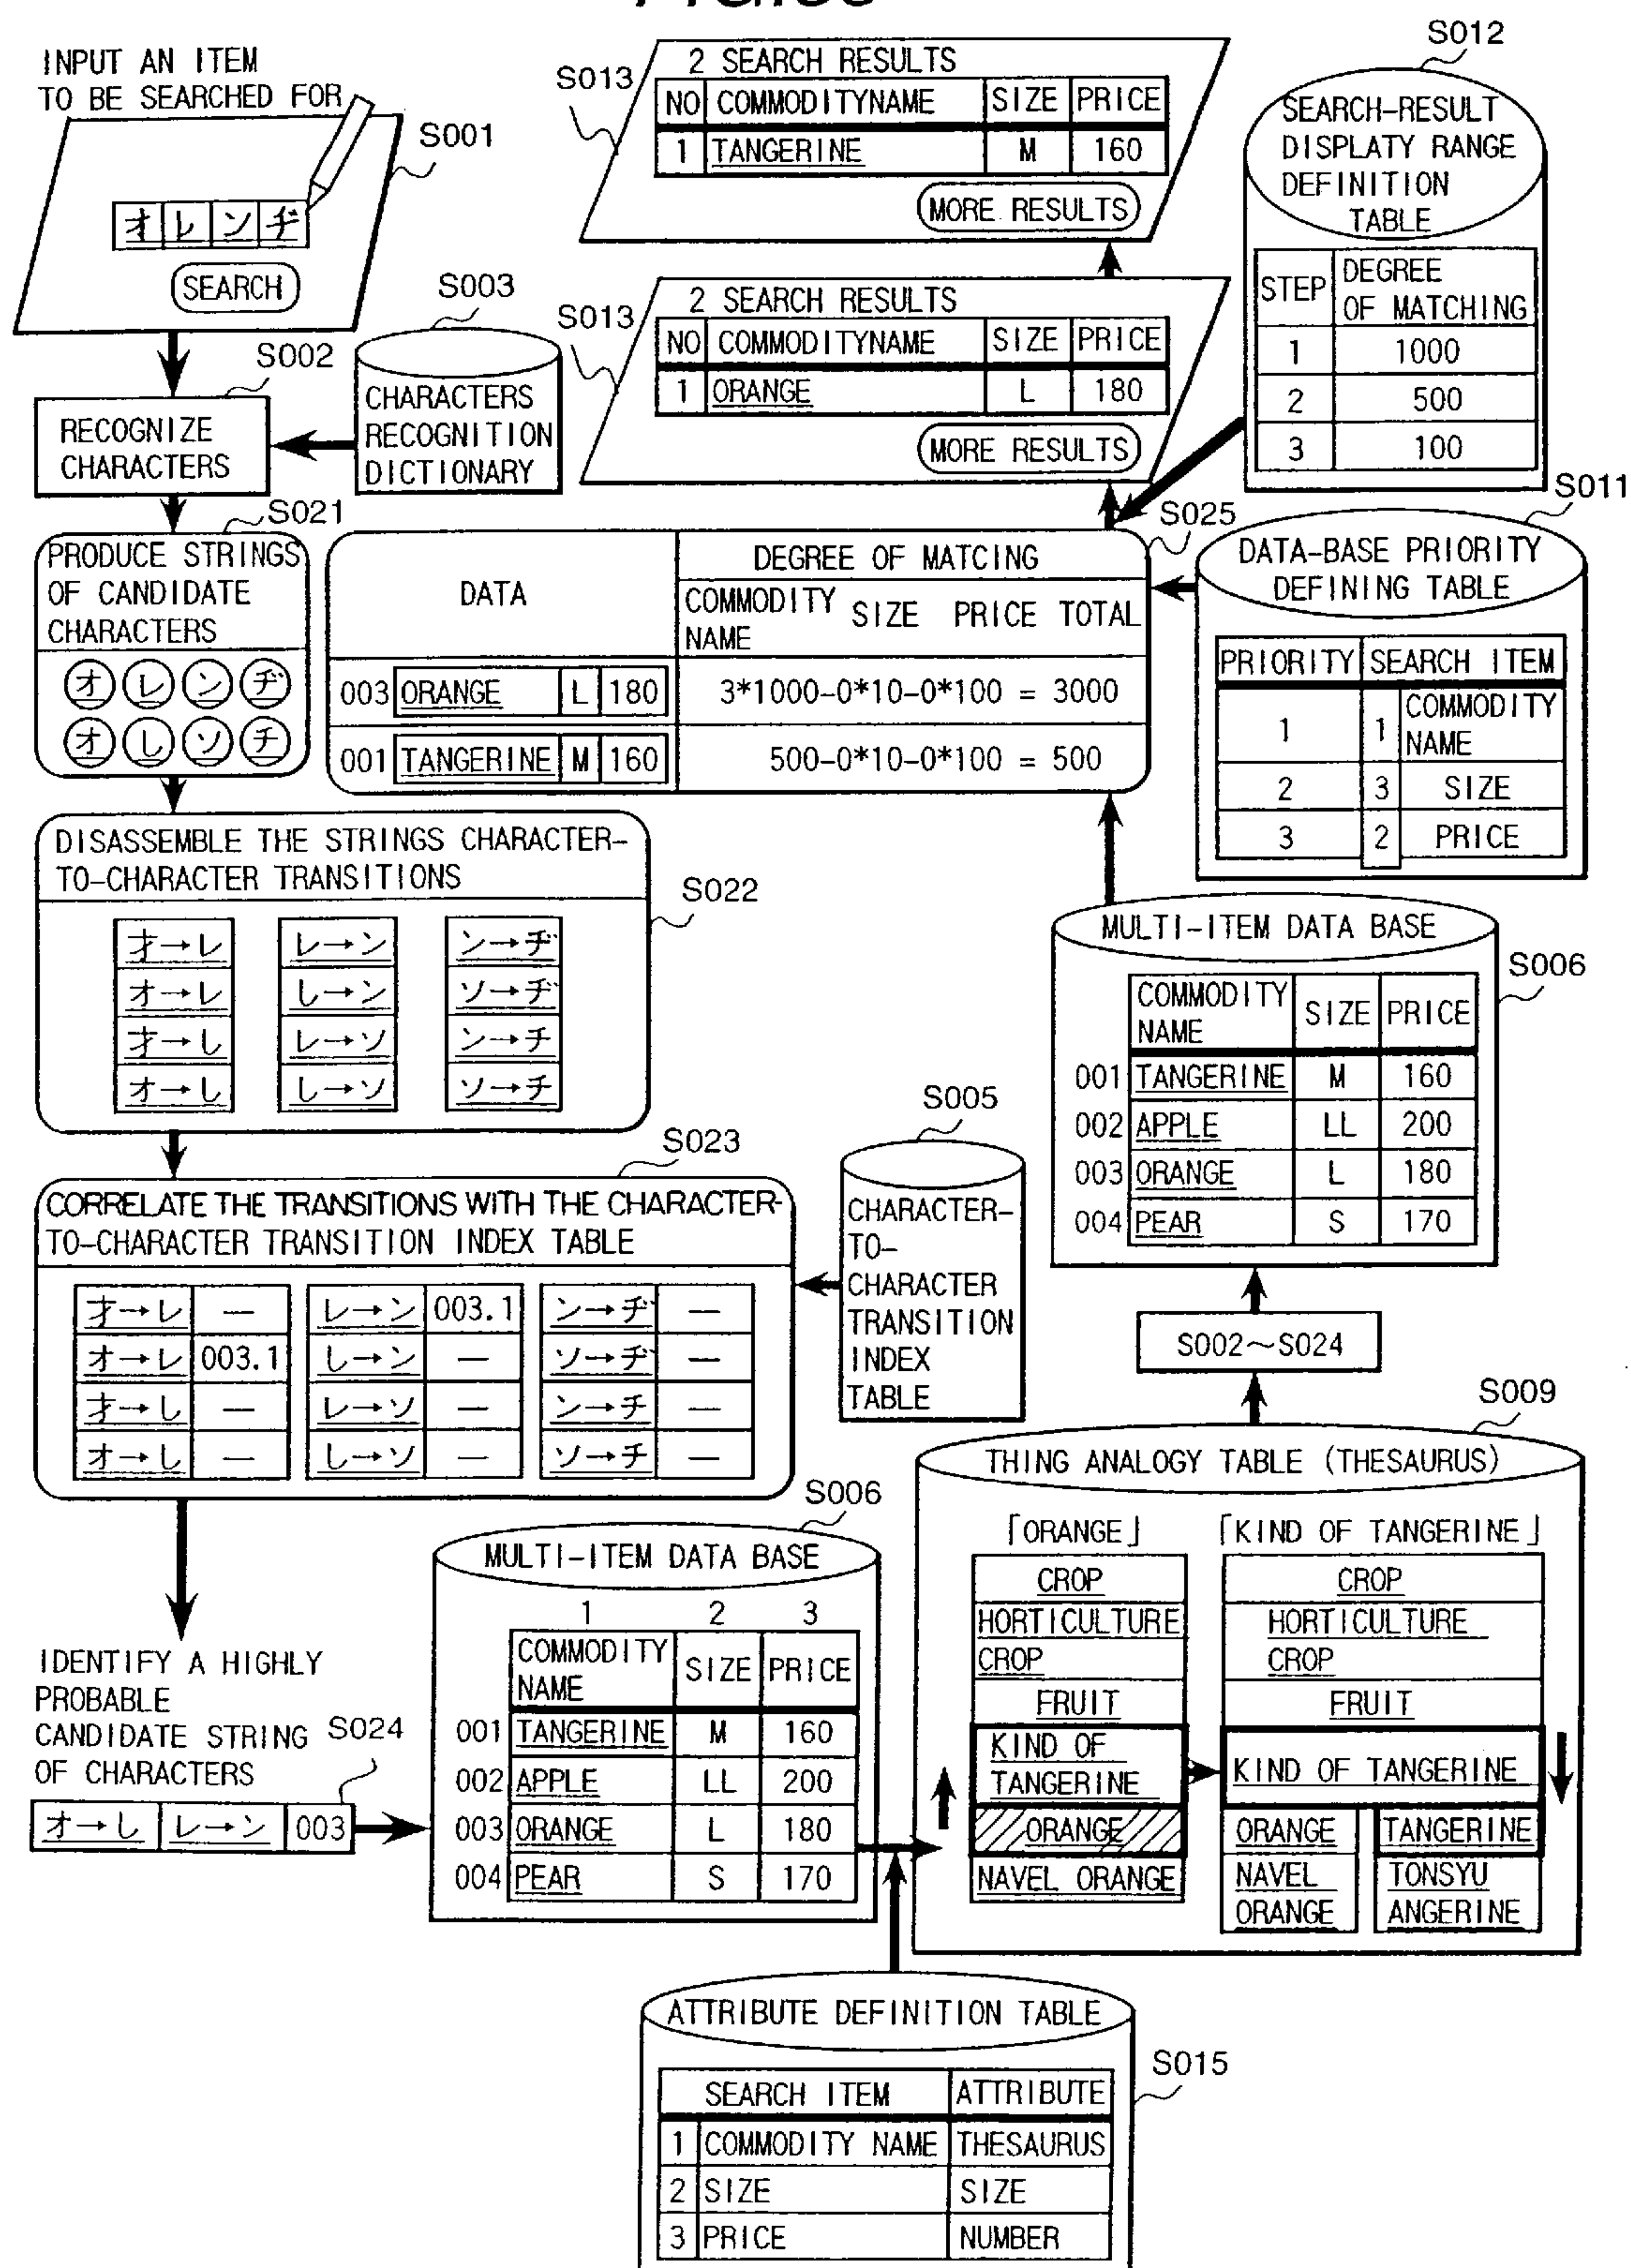 INPUT AN ITEM
TO BE SEARCHED FOR
S001
オ レ ン ヂ
SEARCH
S013
2 SEARCH RESULTS
NO COMMODITYNAME SIZE PRICE
1 TANGERINE M 160
MORE RESULTS
S013
2 SEARCH RESULTS
NO COMMODITYNAME SIZE PRICE
1 ORANGE L 180
MORE RESULTS
S012
SEARCH-RESULT
DISPLATY RANGE
DEFINITION
TABLE
STEP DEGREE
OF MATCHING
1 1000
2 500
3 100
S002
RECOGNIZE
CHARACTERS
S003
CHARACTERS
RECOGNITION
DICTIONARY
S021
PRODUCE STRINGS
OF CANDIDATE
CHARACTERS
才 レ ン ヂ
オ し ソ チ
S025
DATA
DEGREE OF MATCING
COMMODITY
NAME
SIZE PRICE TOTAL
003 ORANGE L 180 3*1000-0*10-0*100 = 3000
001 TANGERINE M 160 500-0*10-0*100 = 500
S011
DATA-BASE PRIORITY
DEFINING TABLE
PRIORITY SEARCH ITEM
1 1 COMMODITY
NAME
2 3 SIZE
3 2 PRICE
DISASSEMBLE THE STRINGS CHARACTER-
TO-CHARACTER TRANSITIONS
S022
才→レ レ→ン ン→ヂ
オ→レ し→ン ソ→ヂ
才→し レ→ソ ン→チ
オ→し し→ソ ソ→チ
S023
CORRELATE THE TRANSITIONS WITH THE CHARACTER-
TO-CHARACTER TRANSITION INDEX TABLE
才→レ — レ→ン 003.1 ン→ヂ —
オ→レ 003.1 し→ン — ソ→ヂ —
才→し — レ→ソ — ン→チ —
オ→し — し→ソ — ソ→チ —
S005
CHARACTER-
TO-
CHARACTER
TRANSITION
INDEX
TABLE
MULTI-ITEM DATA BASE
S006
COMMODITY
NAME
SIZE PRICE
001 TANGERINE M 160
002 APPLE LL 200
003 ORANGE L 180
004 PEAR S 170
S002~S024
IDENTIFY A HIGHLY
PROBABLE
CANDIDATE STRING
OF CHARACTERS
S024
オ→し レ→ン 003
S006
MULTI-ITEM DATA BASE
1 2 3
COMMODITY
NAME
SIZE PRICE
001 TANGERINE M 160
002 APPLE LL 200
003 ORANGE L 180
004 PEAR S 170
S009
THING ANALOGY TABLE (THESAURUS)
「ORANGE」
CROP
HORTICULTURE
CROP
FRUIT
KIND OF
TANGERINE
ORANGE
NAVEL ORANGE
「KIND OF TANGERINE」
CROP
HORTICULTURE
CROP
FRUIT
KIND OF TANGERINE
ORANGE TANGERINE
NAVEL TONSYU
ORANGE ANGERINE
ATTRIBUTE DEFINITION TABLE
S015
SEARCH ITEM ATTRIBUTE
1 COMMODITY NAME THESAURUS
2 SIZE SIZE
3 PRICE NUMBER